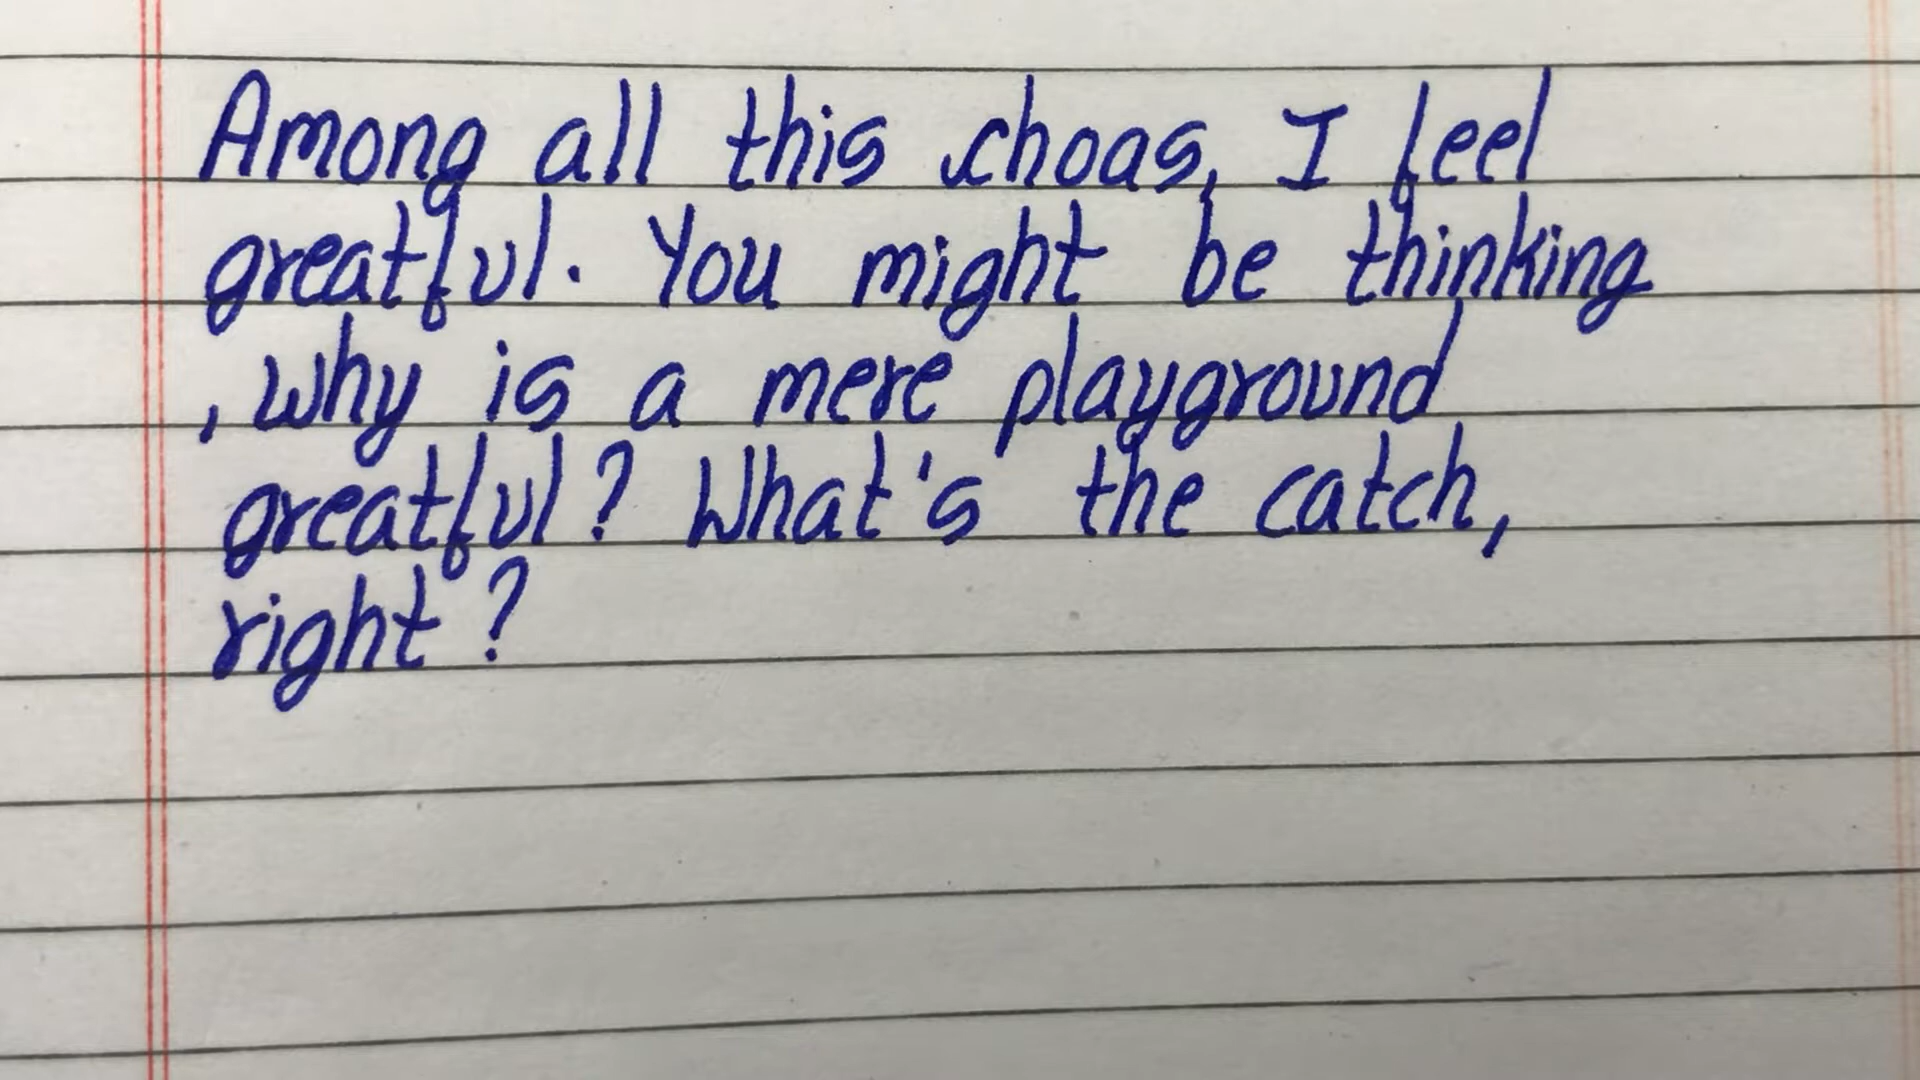 Among all this choas, I feel
greatful. You might be thinking
, why is a mere playground
greatful? What's the catch,
right?